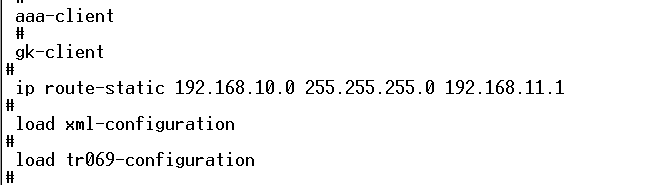 #
aaa-client
#
gk-client
#
ip route-static 192.168.10.0 255.255.255.0 192.168.11.1
#
load xml-configuration
#
load tr069-configuration
#